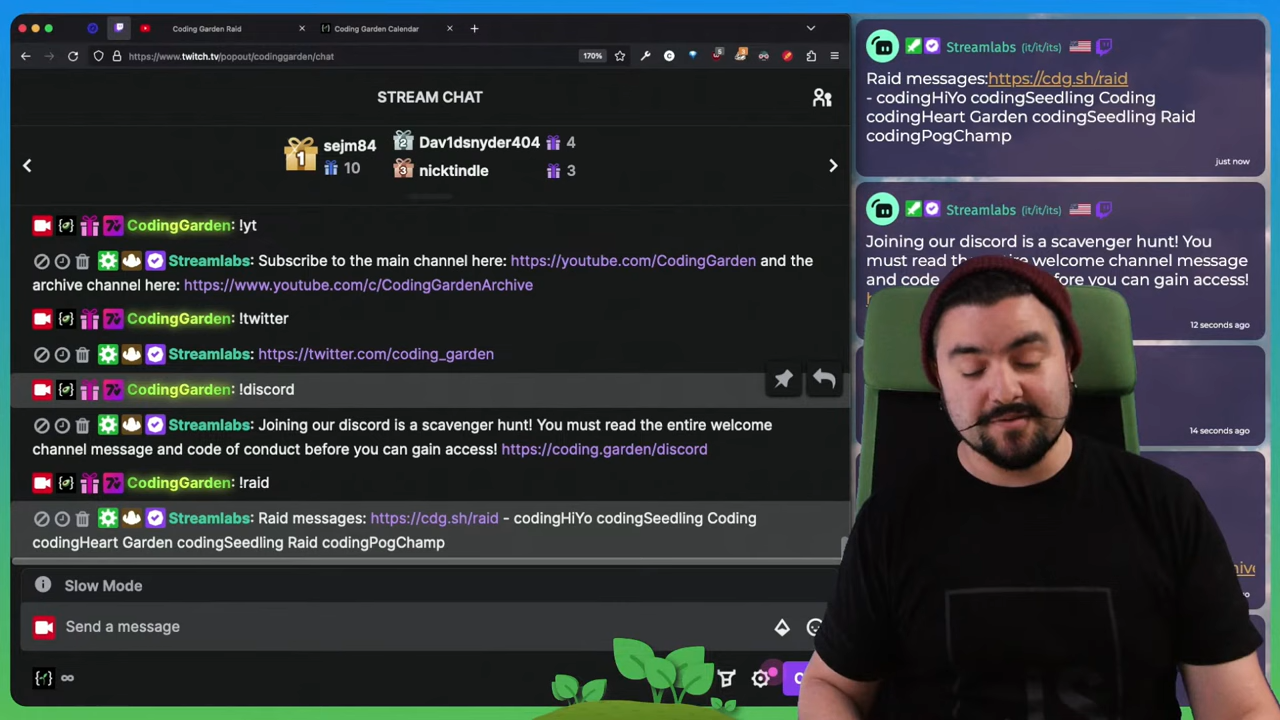 Coding Garden Raid
Coding Garden Calendar
https://www.twitch.tv/popout/codinggarden/chat
170%
STREAM CHAT
1
sejm84
10
2
Dav1dsnyder404
4
3
nicktindle
3
CodingGarden: !yt
Streamlabs: Subscribe to the main channel here: https://youtube.com/CodingGarden and the
archive channel here: https://www.youtube.com/c/CodingGardenArchive
CodingGarden: !twitter
Streamlabs: https://twitter.com/coding_garden
CodingGarden: !discord
Streamlabs: Joining our discord is a scavenger hunt! You must read the entire welcome
channel message and code of conduct before you can gain access! https://coding.garden/discord
CodingGarden: !raid
Streamlabs: Raid messages: https://cdg.sh/raid - codingHiYo codingSeedling Coding
codingHeart Garden codingSeedling Raid codingPogChamp
Slow Mode
Send a message
Streamlabs (it/it/its)
Raid messages:https://cdg.sh/raid
- codingHiYo codingSeedling Coding
codingHeart Garden codingSeedling Raid
codingPogChamp
just now
Streamlabs (it/it/its)
Joining our discord is a scavenger hunt! You
must read the entire welcome channel message
and code of conduct before you can gain access!
12 seconds ago
14 seconds ago
JS